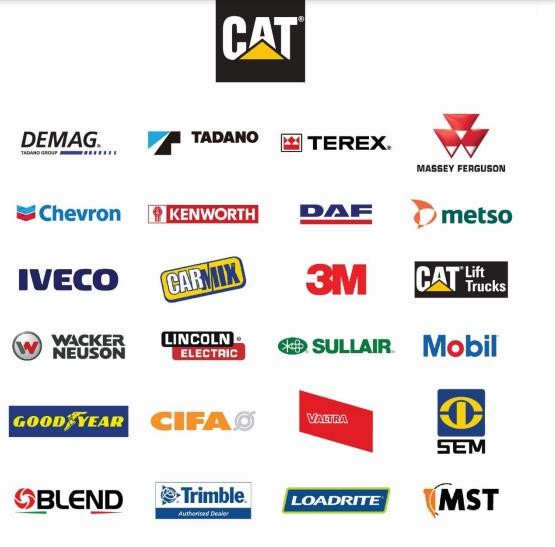 CAT®
DEMAG®
TADANO GROUP
TADANO
TEREX®
MASSEY FERGUSON
Chevron
KENWORTH
DAF
metso
IVECO
CARMIX
3M
CAT® Lift
Trucks
WACKER
NEUSON
LINCOLN®
ELECTRIC
SULLAIR®
Mobil
GOODYEAR
CIFA
VALTRA
SEM
BLEND
Trimble
Authorised Dealer
LOADRITE®
MST